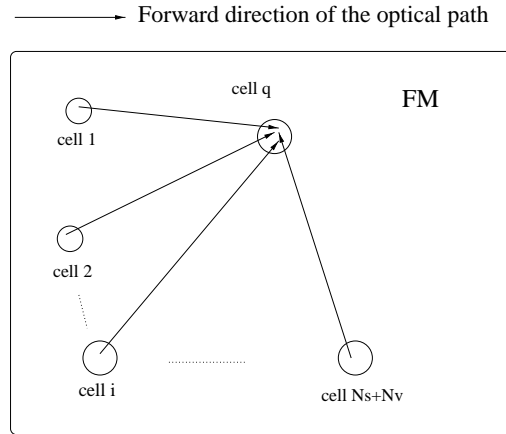 Forward direction of the optical path
cell q
FM
cell 1
cell 2
cell i
cell Ns+Nv